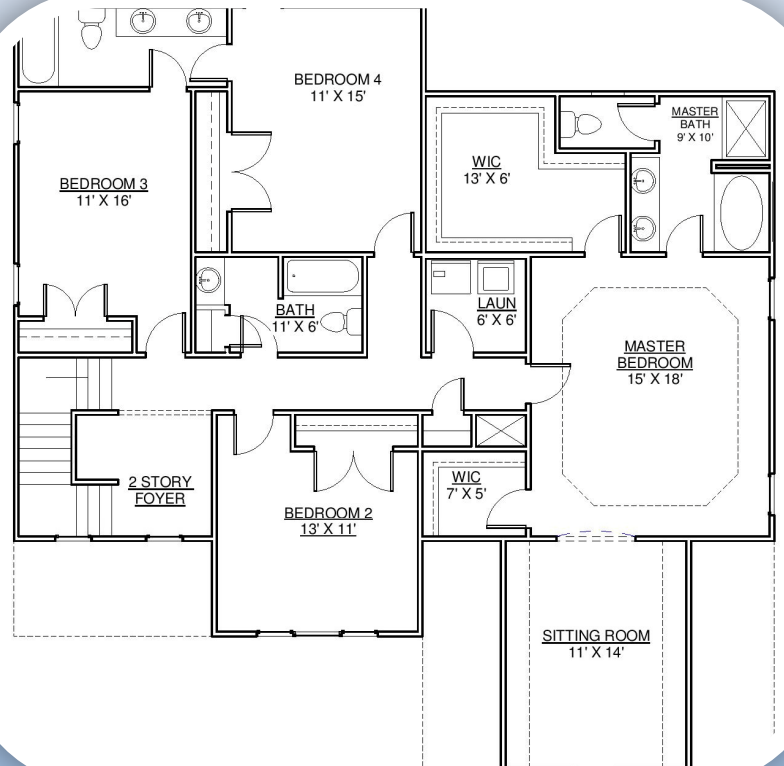 BEDROOM 4
11' X 15'
MASTER
BATH
9' X 10'
WIC
13' X 6'
BEDROOM 3
11' X 16'
BATH
11' X 6'
LAUN
6' X 6'
MASTER
BEDROOM
15' X 18'
2 STORY
FOYER
WIC
7' X 5'
BEDROOM 2
13' X 11'
SITTING ROOM
11' X 14'